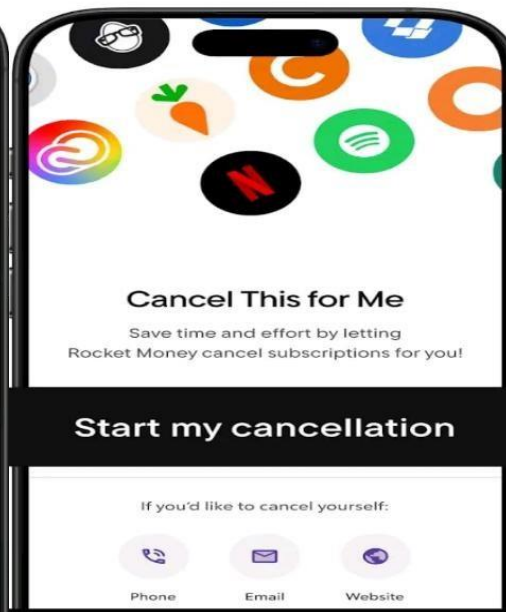 N
Cancel This for Me
Save time and effort by letting
Rocket Money cancel subscriptions for you!
Start my cancellation
If you'd like to cancel yourself:
Phone Email Website